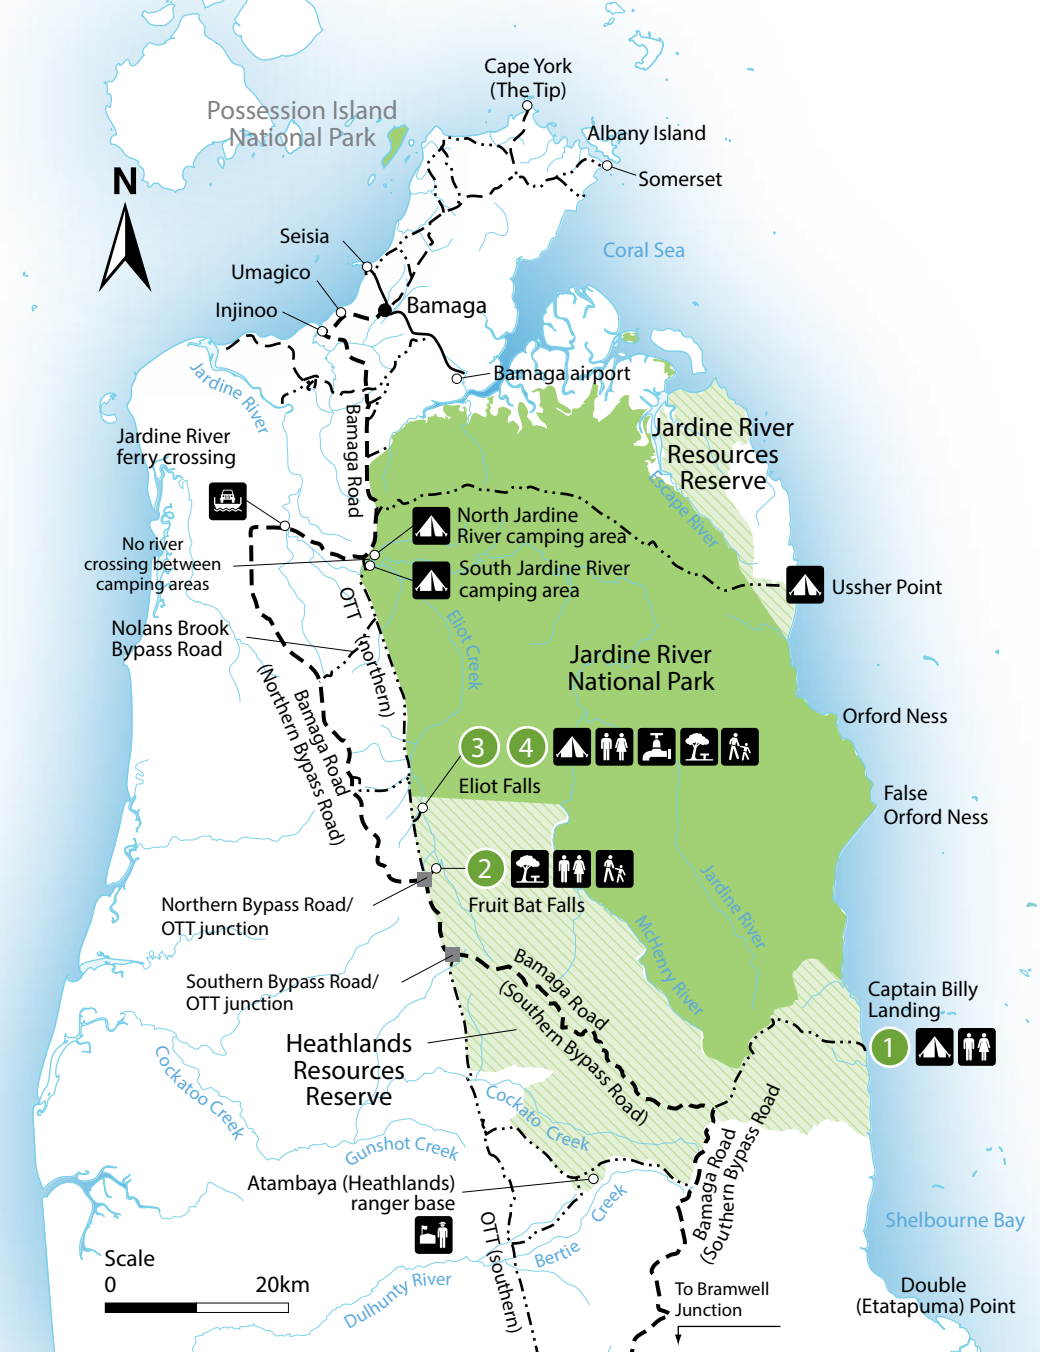 Cape York
(The Tip)
Possession Island
National Park
Albany Island
N
Somerset
Seisia
Coral Sea
Umagico
Injinoo
Bamaga
Bamaga airport
Jardine River
Bamaga Road
Jardine River
ferry crossing
Jardine River
Resources
Reserve
Escape River
North Jardine
River camping area
No river
crossing between
camping areas
South Jardine River
camping area
Ussher Point
OTT (northern)
Nolans Brook
Bypass Road
Eliot Creek
Jardine River
National Park
Bamaga Road
(Northern Bypass Road)
Orford Ness
3
4
Eliot Falls
False
Orford Ness
2
Fruit Bat Falls
Jardine River
McHenry River
Northern Bypass Road/
OTT junction
Southern Bypass Road/
OTT junction
Bamaga Road
(Southern Bypass Road)
Captain Billy
Landing
1
Heathlands
Resources
Reserve
Cockatoo Creek
Cockato Creek
Gunshot Creek
Bamaga Road
(Southern Bypass Road
Atambaya (Heathlands)
ranger base
OTT (southern)
Bertie Creek
Shelbourne Bay
Dulhunty River
Scale
0 20km
To Bramwell
Junction
Double
(Etatapuma) Point